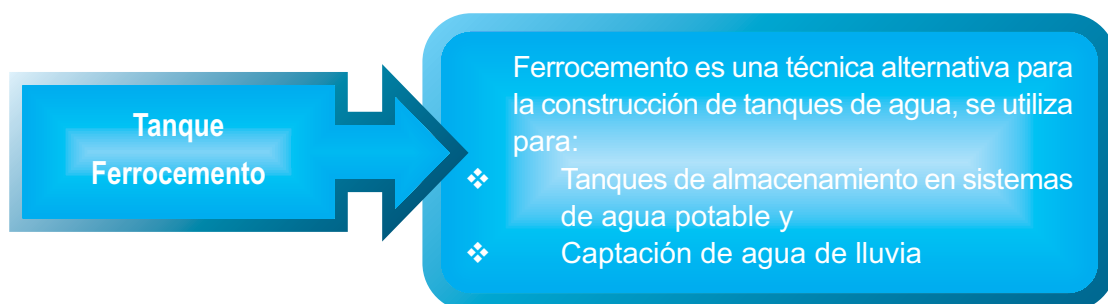 Tanque
Ferrocemento
Ferrocemento es una técnica alternativa para
la construcción de tanques de agua, se utiliza
para:
❖ Tanques de almacenamiento en sistemas
de agua potable y
❖ Captación de agua de lluvia